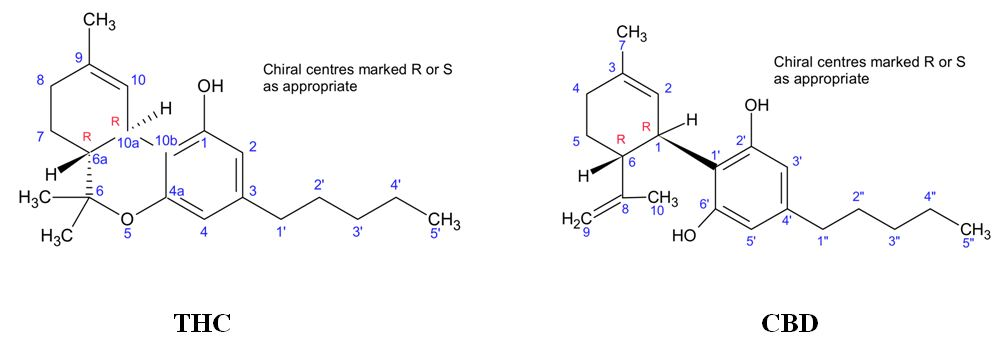 CH3
9
8
10
OH
Chiral centres marked R or S
as appropriate
H
R
7
R
10a
10b
1
2
6a
H
H3C
6
4a
3
2'
4'
O
5
4
1'
3'
CH3
5'
H3C
THC
CH3
7
3
4
2
Chiral centres marked R or S
as appropriate
OH
5
R
R
H
1
1'
2'
3'
H
6
H2C
8
CH3
10
9
6'
HO
5'
4'
2"
4"
1"
3"
CH3
5"
CBD